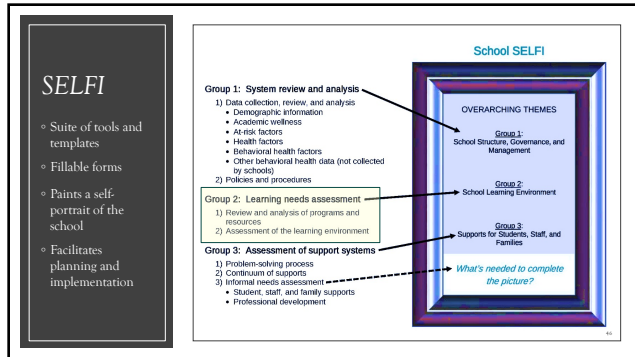 SELFI
◦ Suite of tools and
templates
◦ Fillable forms
◦ Paints a self-
portrait of the
school
◦ Facilitates
planning and
implementation
School SELFI
Group 1: System review and analysis
1) Data collection, review, and analysis
• Demographic information
• Academic wellness
• At-risk factors
• Health factors
• Behavioral health factors
• Other behavioral health data (not collected
by schools)
2) Policies and procedures
Group 2: Learning needs assessment
1) Review and analysis of programs and
resources
2) Assessment of the learning environment
Group 3: Assessment of support systems
1) Problem-solving process
2) Continuum of supports
3) Informal needs assessment
• Student, staff, and family supports
• Professional development
OVERARCHING THEMES
Group 1:
School Structure, Governance, and
Management
Group 2:
School Learning Environment
Group 3:
Supports for Students, Staff, and
Families
What's needed to complete
the picture?